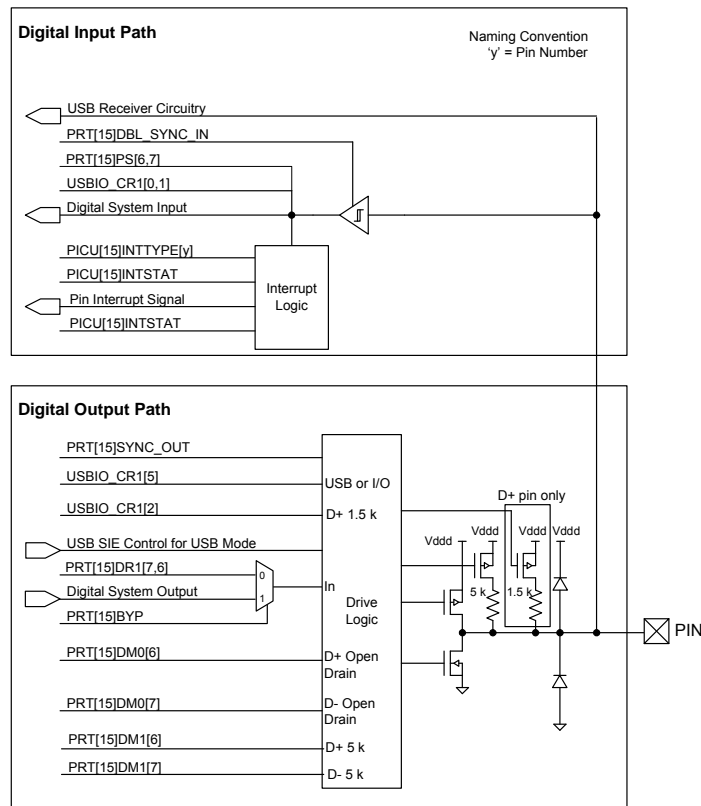 Digital Input Path
Naming Convention
'y' = Pin Number
USB Receiver Circuitry
PRT[15]DBL_SYNC_IN
PRT[15]PS[6,7]
USBIO_CR1[0,1]
Digital System Input
PICU[15]INTTYPE[y]
PICU[15]INTSTAT
Pin Interrupt Signal
PICU[15]INTSTAT
Interrupt
Logic
Digital Output Path
PRT[15]SYNC_OUT
USBIO_CR1[5]
USB or I/O
USBIO_CR1[2]
D+ 1.5 k
D+ pin only
USB SIE Control for USB Mode
Vddd
Vddd
Vddd
Vddd
PRT[15]DR1[7,6]
0
Digital System Output
1
In
5 k
1.5 k
PRT[15]BYP
Drive
Logic
PIN
PRT[15]DM0[6]
D+ Open
Drain
PRT[15]DM0[7]
D- Open
Drain
PRT[15]DM1[6]
D+ 5 k
PRT[15]DM1[7]
D- 5 k